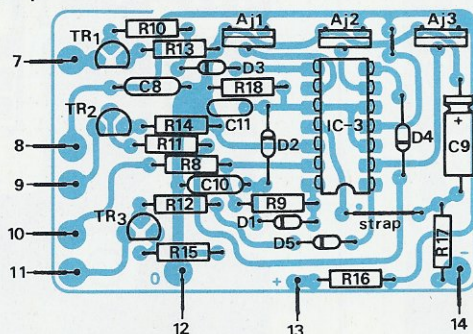 R10
Aj1
Aj2
Aj3
TR1
R13
7
D3
C8
R18
TR2
C11
IC-3
D4
+
C9
R14
D2
8
R11
R8
9
C10
R12
R9
TR3
D1
strap
10
D5
R17
R15
11
0
+
R16
-
12
13
14